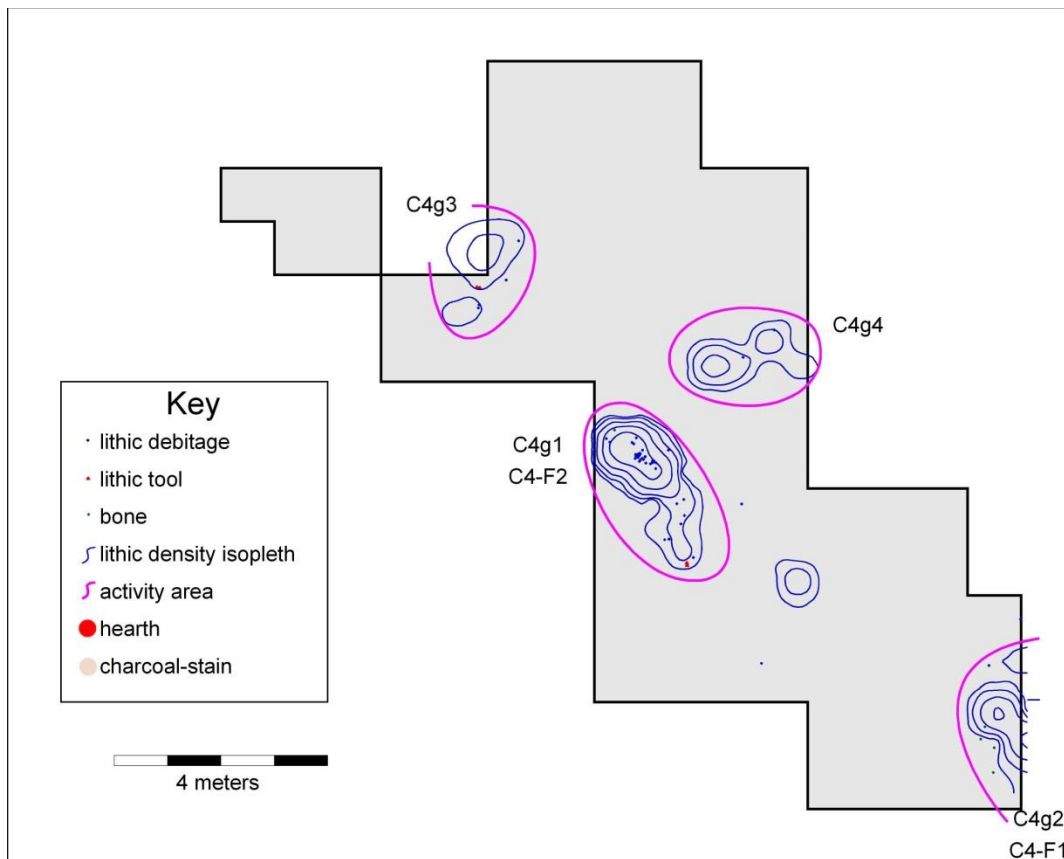 C4g3
C4g4
C4g1
C4-F2
Key
lithic debitage
lithic tool
bone
lithic density isopleth
activity area
hearth
charcoal-stain
4 meters
C4g2
C4-F1